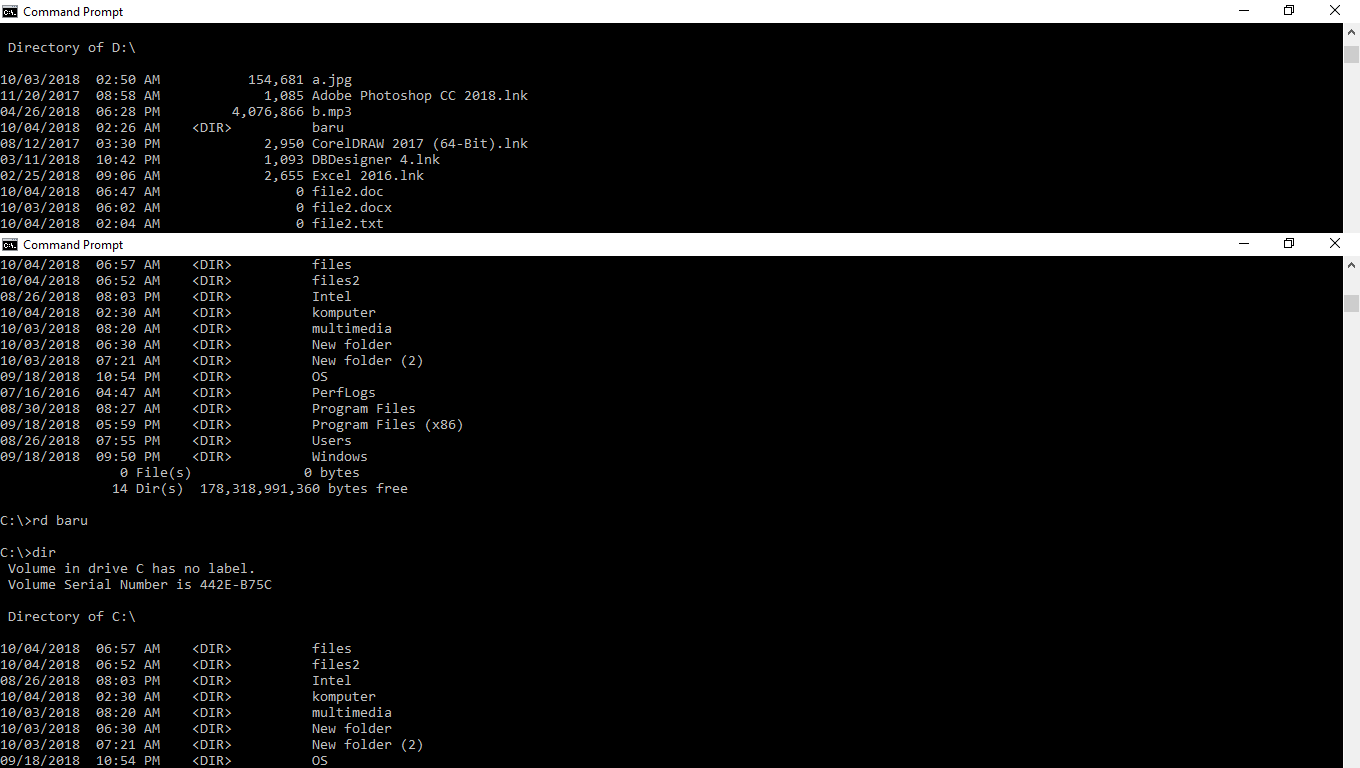 Command Prompt
Directory of D:\
10/03/2018 02:50 AM 154,681 a.jpg
11/20/2017 08:58 AM 1,085 Adobe Photoshop CC 2018.lnk
04/26/2018 06:28 PM 4,076,866 b.mp3
10/04/2018 02:26 AM <DIR> baru
08/12/2017 03:30 PM 2,950 CorelDRAW 2017 (64-Bit).lnk
03/11/2018 10:42 PM 1,093 DBDesigner 4.lnk
02/25/2018 09:06 AM 2,655 Excel 2016.lnk
10/04/2018 06:47 AM 0 file2.doc
10/03/2018 06:02 AM 0 file2.docx
10/04/2018 02:04 AM 0 file2.txt
Command Prompt
10/04/2018 06:57 AM <DIR> files
10/04/2018 06:52 AM <DIR> files2
08/26/2018 08:03 PM <DIR> Intel
10/04/2018 02:30 AM <DIR> komputer
10/03/2018 08:20 AM <DIR> multimedia
10/03/2018 06:30 AM <DIR> New folder
10/03/2018 07:21 AM <DIR> New folder (2)
09/18/2018 10:54 PM <DIR> OS
07/16/2016 04:47 AM <DIR> PerfLogs
08/30/2018 08:27 AM <DIR> Program Files
09/18/2018 05:59 PM <DIR> Program Files (x86)
08/26/2018 07:55 PM <DIR> Users
09/18/2018 09:50 PM <DIR> Windows
0 File(s) 0 bytes
14 Dir(s) 178,318,991,360 bytes free
C:\>rd baru
C:\>dir
Volume in drive C has no label.
Volume Serial Number is 442E-B75C
Directory of C:\
10/04/2018 06:57 AM <DIR> files
10/04/2018 06:52 AM <DIR> files2
08/26/2018 08:03 PM <DIR> Intel
10/04/2018 02:30 AM <DIR> komputer
10/03/2018 08:20 AM <DIR> multimedia
10/03/2018 06:30 AM <DIR> New folder
10/03/2018 07:21 AM <DIR> New folder (2)
09/18/2018 10:54 PM <DIR> OS